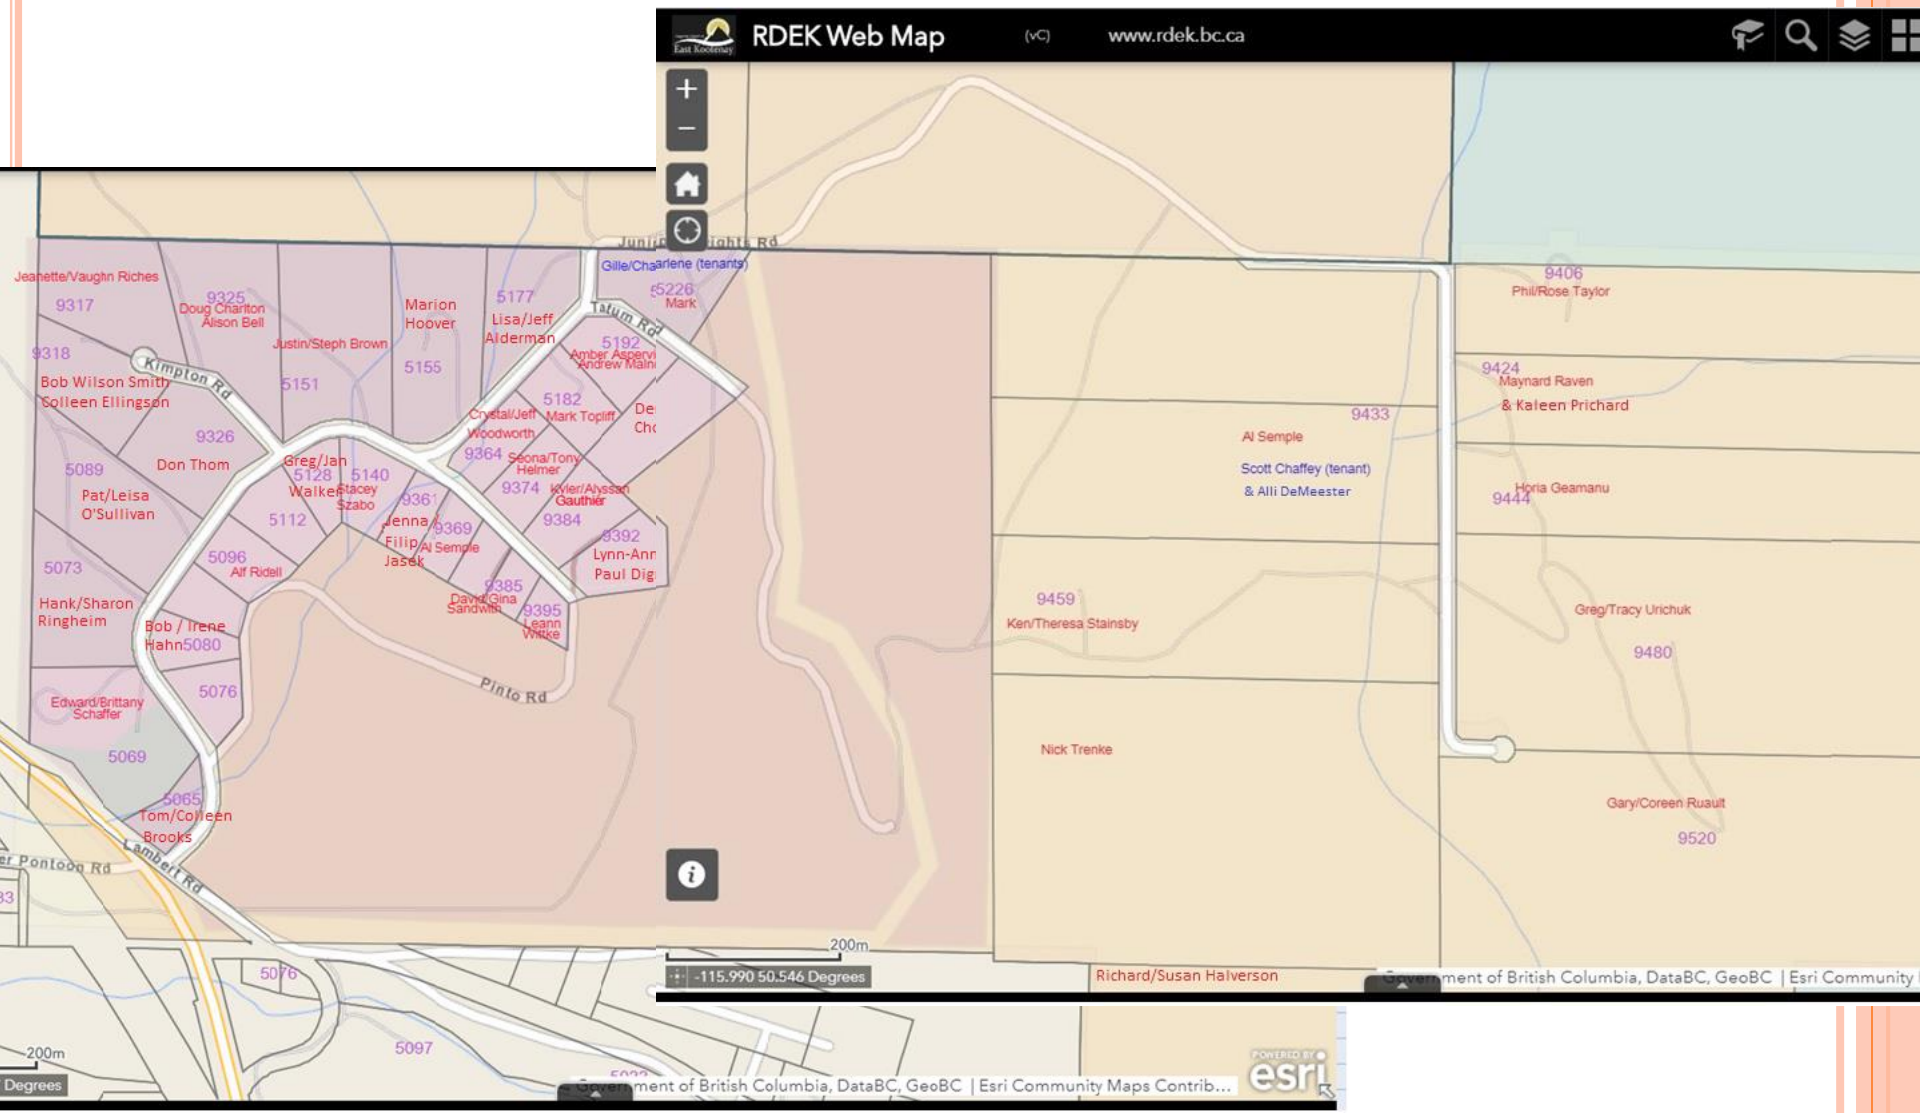 East Kootenay
RDEK Web Map
(vC)
www.rdek.bc.ca
Rd
Gille/Charlene (tenants)
Jeanette/Vaughn Riches
9317
9325
Doug Charlton
Alison Bell
Marion
Hoover
5177
Lisa/Jeff
Alderman
5226
Mark
Tatum Rd
Justin/Steph Brown
5192
9318
Kimpton Rd
Bob Wilson Smith
Colleen Ellingson
5151
5155
5182
Mark Topliff
Crystal/Jeff
Woodworth
9326
Don Thom
5089
Pat/Leisa
O'Sullivan
Greg/Jan
Walker
5128
5140
Stacey
Szabo
9364
Seona/Tony
Helmer
9374
Kyler/Alyssan
Gauthier
9384
9361
Jenna /
Filip
Jasek
9369
Al Semple
5112
9392
Lynn-Ann
Paul Dig
5096
Alf Ridell
5073
Hank/Sharon
Ringheim
9385
David/Gina
Sandwith
9395
Leann
Wittke
Bob / Irene
Hahn
5080
5076
Pinto Rd
Edward/Brittany
Schaffer
5069
5065
Tom/Colleen
Brooks
Lambert Rd
er Pontoon Rd
33
5076
5097
9406
Phil/Rose Taylor
9424
Maynard Raven
& Kaleen Prichard
9433
Al Semple
Scott Chaffey (tenant)
& Alli DeMeester
Horia Geamanu
9444
9459
Ken/Theresa Stainsby
Greg/Tracy Urichuk
9480
Nick Trenke
Gary/Coreen Ruault
9520
200m
-115.990 50.546 Degrees
Richard/Susan Halverson
Government of British Columbia, DataBC, GeoBC | Esri Community
200m
Degrees
Government of British Columbia, DataBC, GeoBC | Esri Community Maps Contrib...
POWERED BY
esri